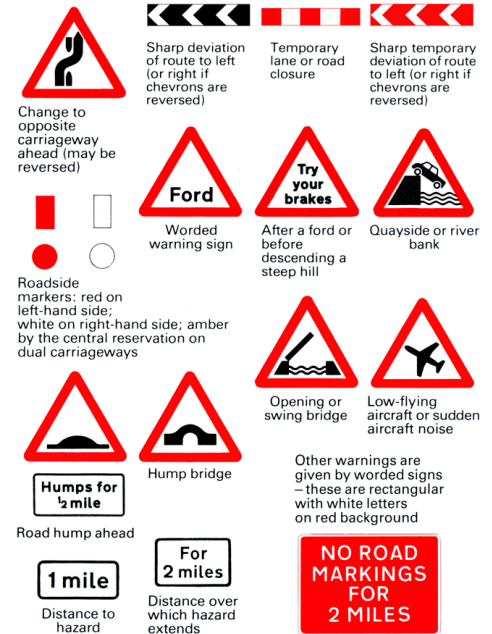 Sharp deviation
of route to left
(or right if
chevrons are
reversed)
Temporary
lane or road
closure
Sharp temporary
deviation of route
to left (or right if
chevrons are
reversed)
Change to
opposite
carriageway
ahead (may be
reversed)
Ford
Worded
warning sign
Try
your
brakes
After a ford or
before
descending a
steep hill
Quayside or river
bank
Roadside
markers: red on
left-hand side;
white on right-hand side; amber
by the central reservation on
dual carriageways
Opening or
swing bridge
Low-flying
aircraft or sudden
aircraft noise
Humps for
½ mile
Road hump ahead
Hump bridge
1 mile
Distance to
hazard
For
2 miles
Distance over
which hazard
extends
Other warnings are
given by worded signs
– these are rectangular
with white letters
on red background
NO ROAD
MARKINGS
FOR
2 MILES